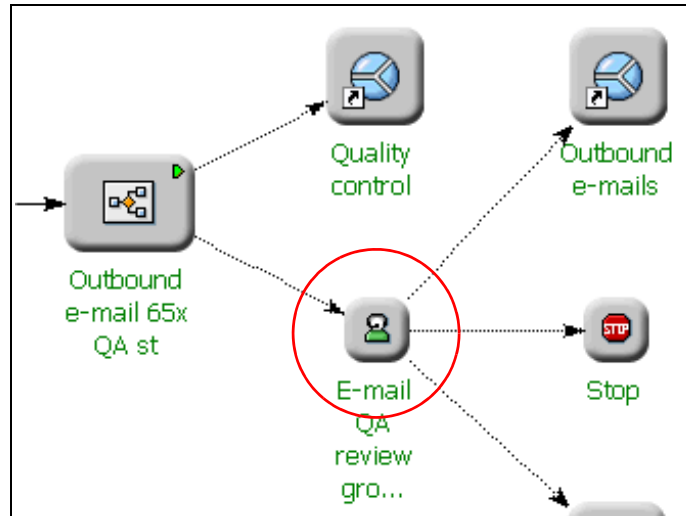 Quality
control
Outbound
e-mails
Outbound
e-mail 65x
QA st
STOP
E-mail
QA
review
gro...
Stop